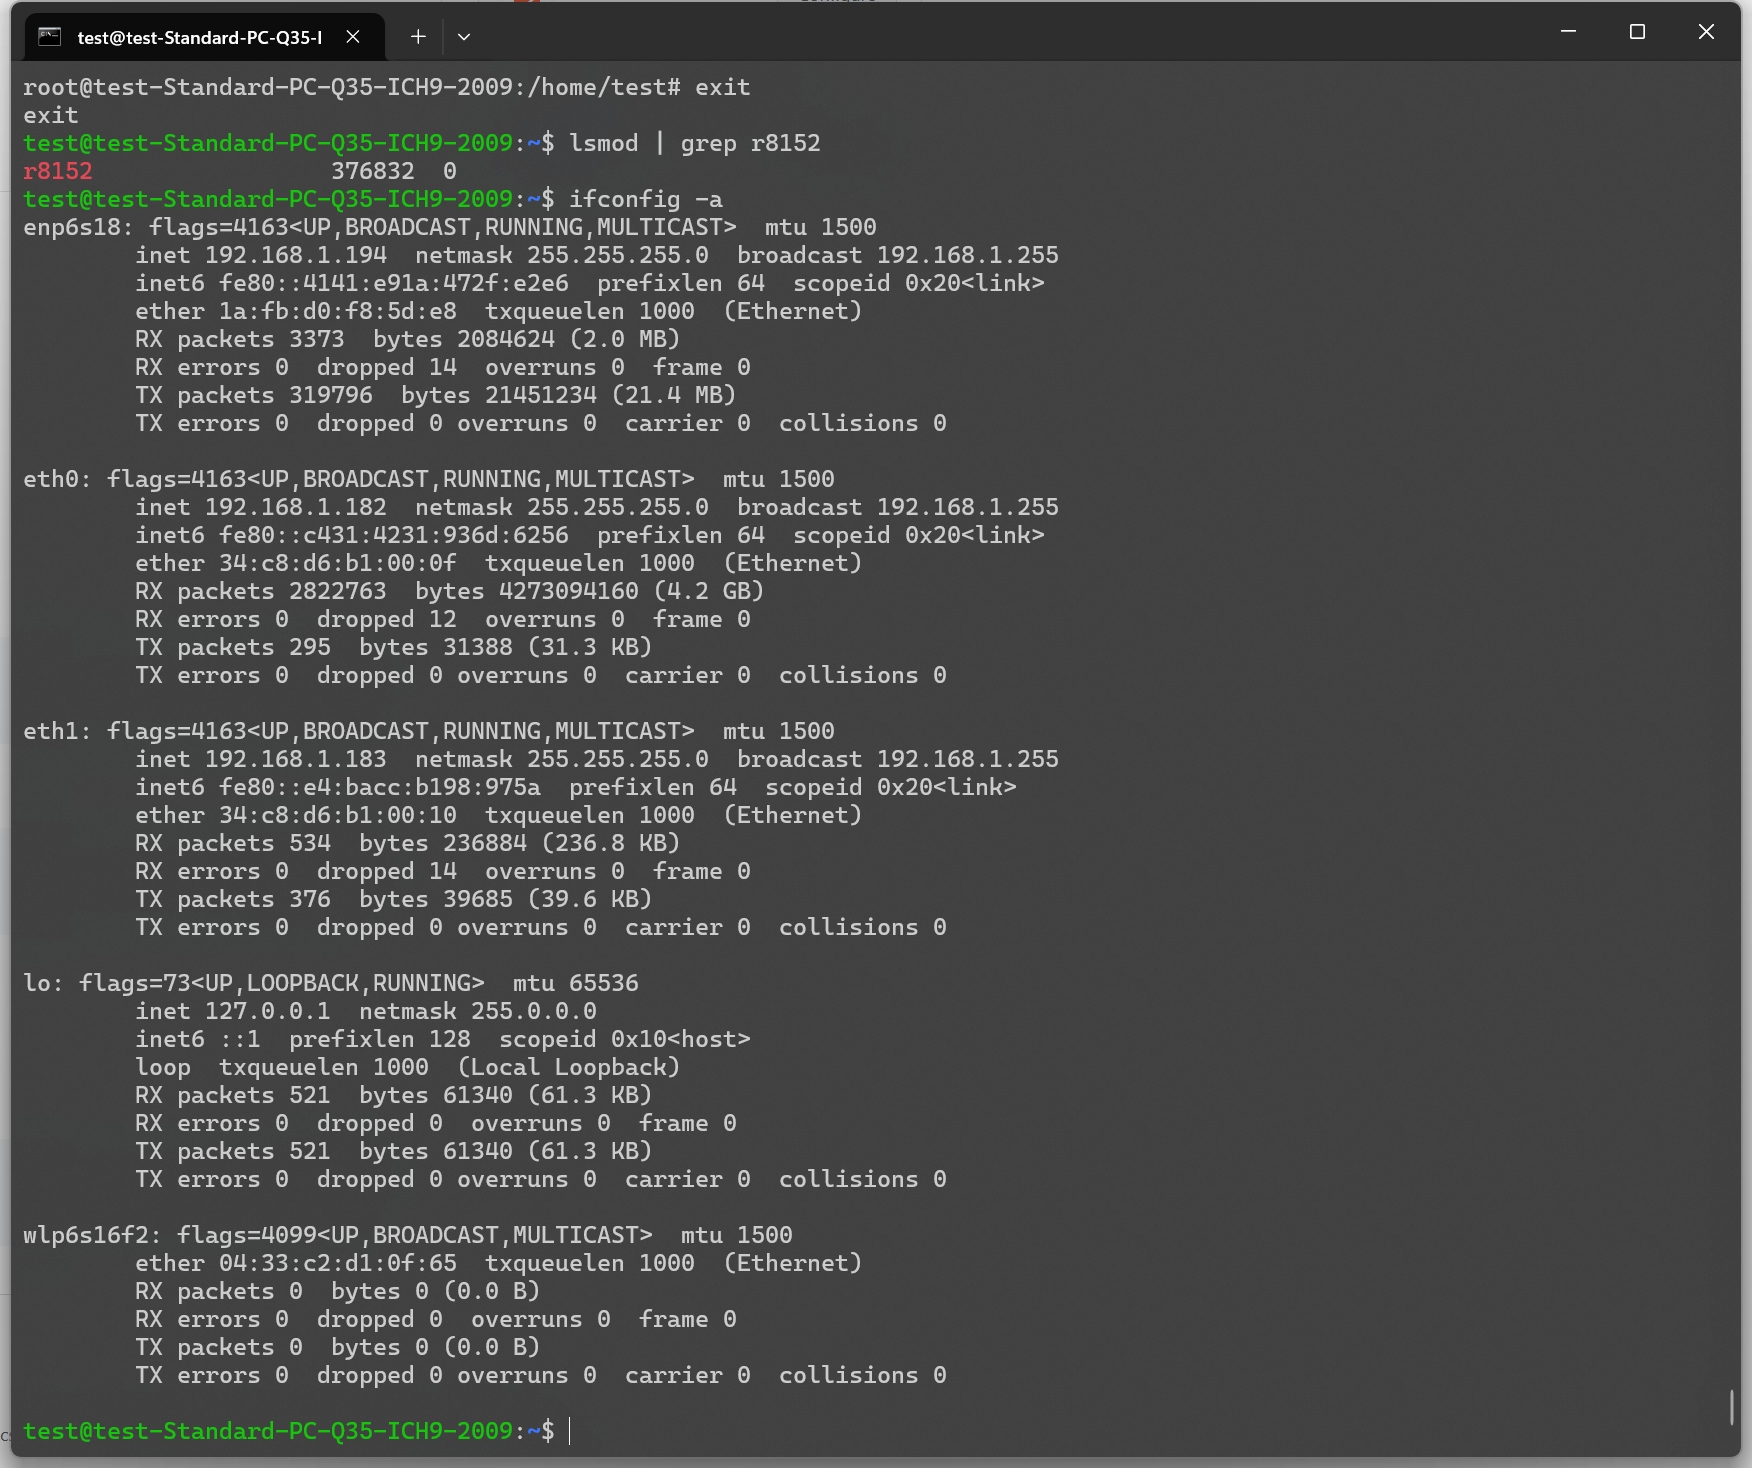 test@test-Standard-PC-Q35-I
root@test-Standard-PC-Q35-ICH9-2009:/home/test# exit
exit
test@test-Standard-PC-Q35-ICH9-2009:~$ lsmod | grep r8152
r8152                 376832  0
test@test-Standard-PC-Q35-ICH9-2009:~$ ifconfig -a
enp6s18: flags=4163<UP,BROADCAST,RUNNING,MULTICAST>  mtu 1500
        inet 192.168.1.194  netmask 255.255.255.0  broadcast 192.168.1.255
        inet6 fe80::4141:e91a:472f:e2e6  prefixlen 64  scopeid 0x20<link>
        ether 1a:fb:d0:f8:5d:e8  txqueuelen 1000  (Ethernet)
        RX packets 3373  bytes 2084624 (2.0 MB)
        RX errors 0  dropped 14  overruns 0  frame 0
        TX packets 319796  bytes 21451234 (21.4 MB)
        TX errors 0  dropped 0 overruns 0  carrier 0  collisions 0

eth0: flags=4163<UP,BROADCAST,RUNNING,MULTICAST>  mtu 1500
        inet 192.168.1.182  netmask 255.255.255.0  broadcast 192.168.1.255
        inet6 fe80::c431:4231:936d:6256  prefixlen 64  scopeid 0x20<link>
        ether 34:c8:d6:b1:00:0f  txqueuelen 1000  (Ethernet)
        RX packets 2822763  bytes 4273094160 (4.2 GB)
        RX errors 0  dropped 12  overruns 0  frame 0
        TX packets 295  bytes 31388 (31.3 KB)
        TX errors 0  dropped 0 overruns 0  carrier 0  collisions 0

eth1: flags=4163<UP,BROADCAST,RUNNING,MULTICAST>  mtu 1500
        inet 192.168.1.183  netmask 255.255.255.0  broadcast 192.168.1.255
        inet6 fe80::e4:bacc:b198:975a  prefixlen 64  scopeid 0x20<link>
        ether 34:c8:d6:b1:00:10  txqueuelen 1000  (Ethernet)
        RX packets 534  bytes 236884 (236.8 KB)
        RX errors 0  dropped 14  overruns 0  frame 0
        TX packets 376  bytes 39685 (39.6 KB)
        TX errors 0  dropped 0 overruns 0  carrier 0  collisions 0

lo: flags=73<UP,LOOPBACK,RUNNING>  mtu 65536
        inet 127.0.0.1  netmask 255.0.0.0
        inet6 ::1  prefixlen 128  scopeid 0x10<host>
        loop  txqueuelen 1000  (Local Loopback)
        RX packets 521  bytes 61340 (61.3 KB)
        RX errors 0  dropped 0  overruns 0  frame 0
        TX packets 521  bytes 61340 (61.3 KB)
        TX errors 0  dropped 0 overruns 0  carrier 0  collisions 0

wlp6s16f2: flags=4099<UP,BROADCAST,MULTICAST>  mtu 1500
        ether 04:33:c2:d1:0f:65  txqueuelen 1000  (Ethernet)
        RX packets 0  bytes 0 (0.0 B)
        RX errors 0  dropped 0  overruns 0  frame 0
        TX packets 0  bytes 0 (0.0 B)
        TX errors 0  dropped 0 overruns 0  carrier 0  collisions 0

test@test-Standard-PC-Q35-ICH9-2009:~$